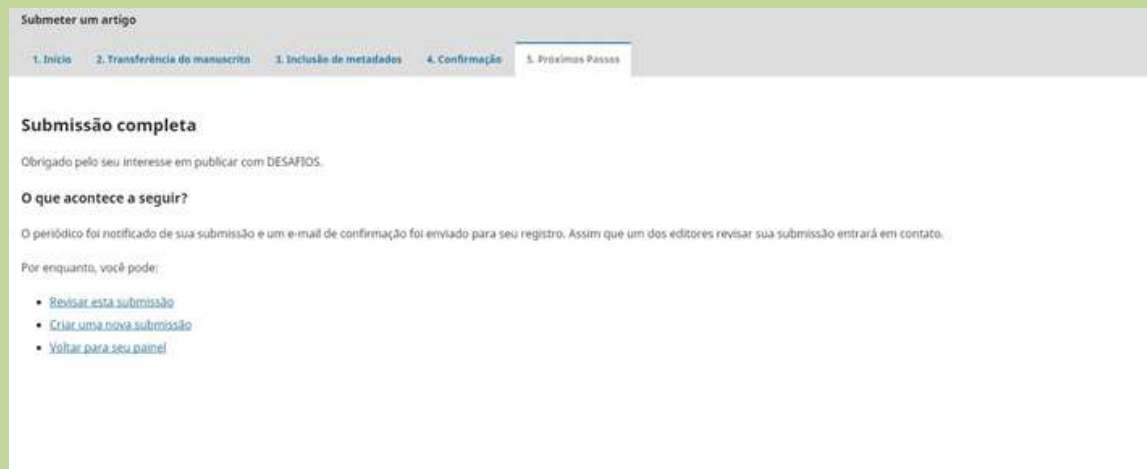 Submeter um artigo
1. Início 2. Transferência do manuscrito 3. Inclusão de metadados 4. Confirmação 5. Próximos Passos
Submissão completa
Obrigado pelo seu interesse em publicar com DESAFIOS.
O que acontece a seguir?
O periódico foi notificado de sua submissão e um e-mail de confirmação foi enviado para seu registro. Assim que um dos editores revisar sua submissão entrará em contato.
Por enquanto, você pode:
Revisar esta submissão
Criar uma nova submissão
Voltar para seu painel